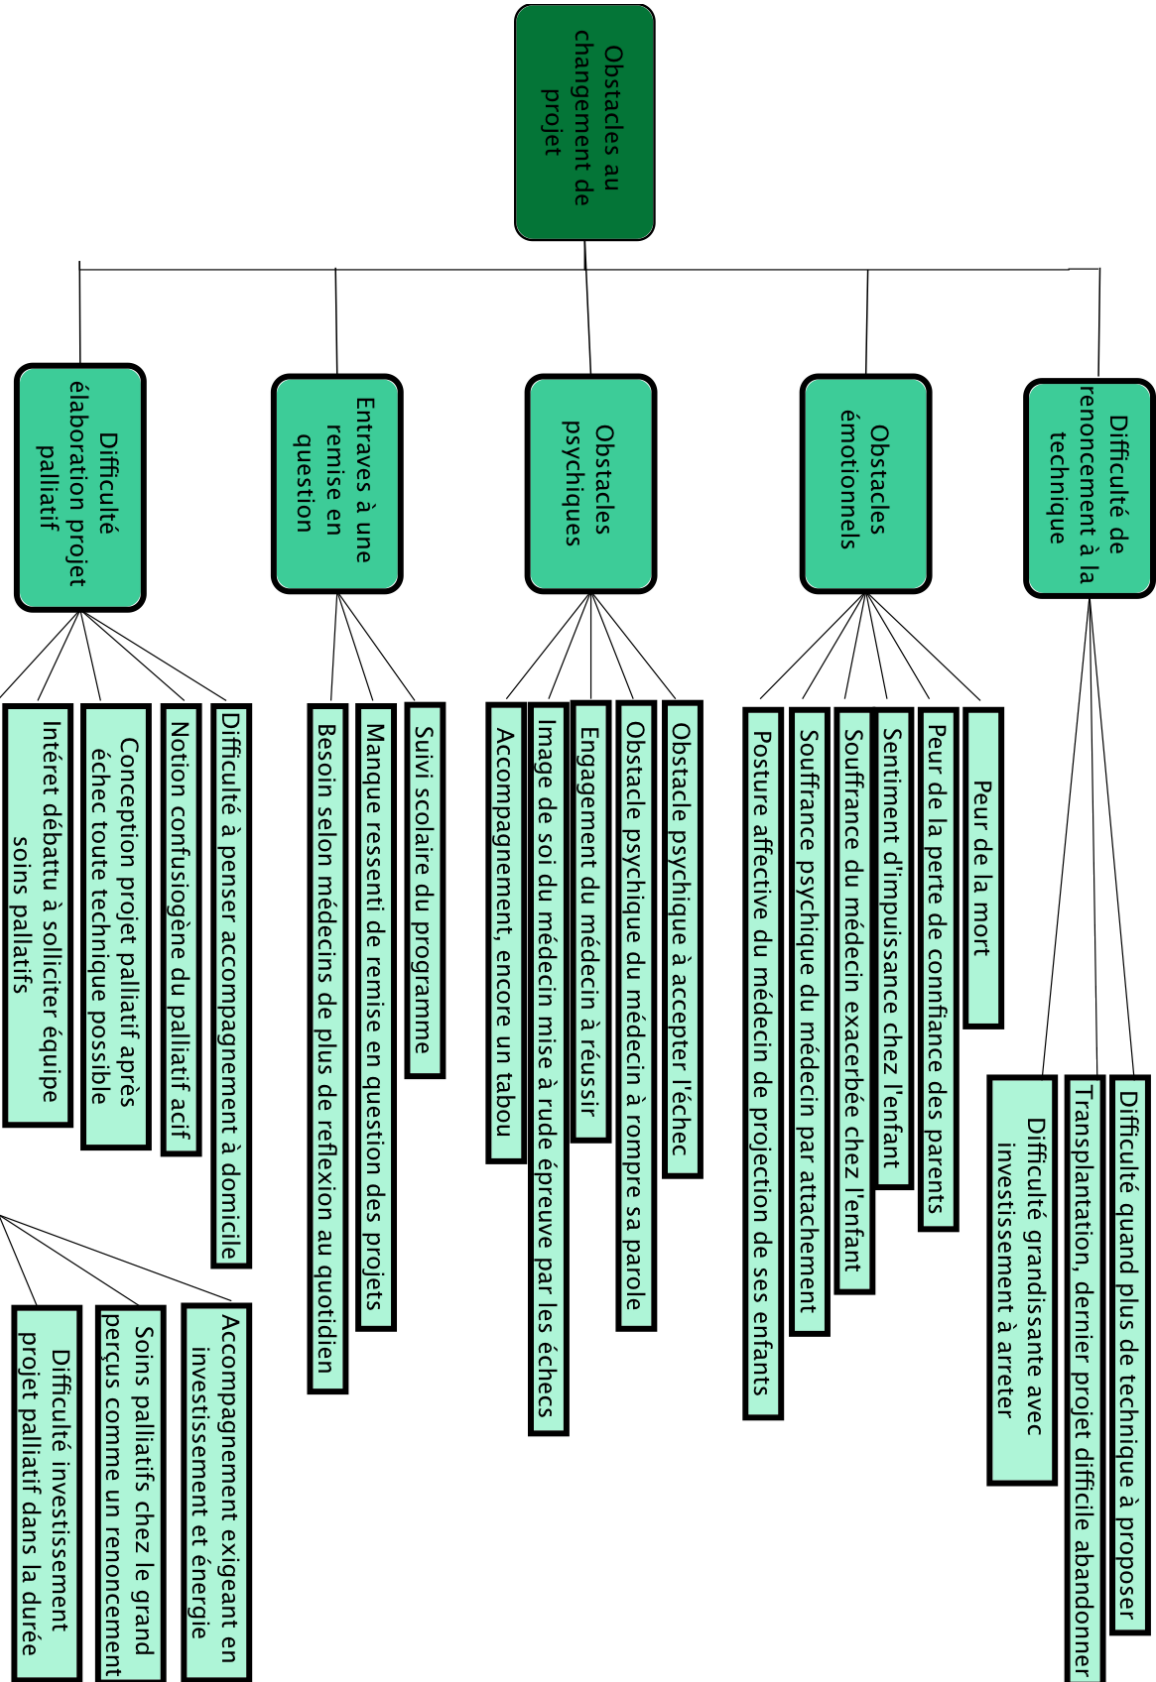 Obstacles au
changement de
projet
Difficulté de
renoncement à la
technique
Difficulté quand plus de technique à proposer
Transplantation, dernier projet difficile abandonner
Difficulté grandissante avec
investissement à arreter
Obstacles
émotionnels
Peur de la mort
Peur de la perte de connfiance des parents
Sentiment d'impuissance chez l'enfant
Souffrance du médecin exacerbée chez l'enfant
Souffrance psychique du médecin par attachement
Posture affective du médecin de projection de ses enfants
Obstacles
psychiques
Obstacle psychique à accepter l'échec
Obstacle psychique du médecin à rompre sa parole
Engagement du médecin à réussir
Image de soi du médecin mise à rude épreuve par les échecs
Accompagnement, encore un tabou
Entraves à une
remise en
question
Suivi scolaire du programme
Manque ressenti de remise en question des projets
Besoin selon médecins de plus de reflexion au quotidien
Difficulté
élaboration projet
palliatif
Difficulté à penser accompagnement à domicile
Notion confusiogène du palliatif acif
Conception projet palliatif après
échec toute technique possible
Intéret débattu à solliciter équipe
soins pallatifs
Accompagnement exigeant en
investissement et énergie
Soins palliatifs chez le grand
perçus comme un renoncement
Difficulté investissement
projet palliatif dans la durée